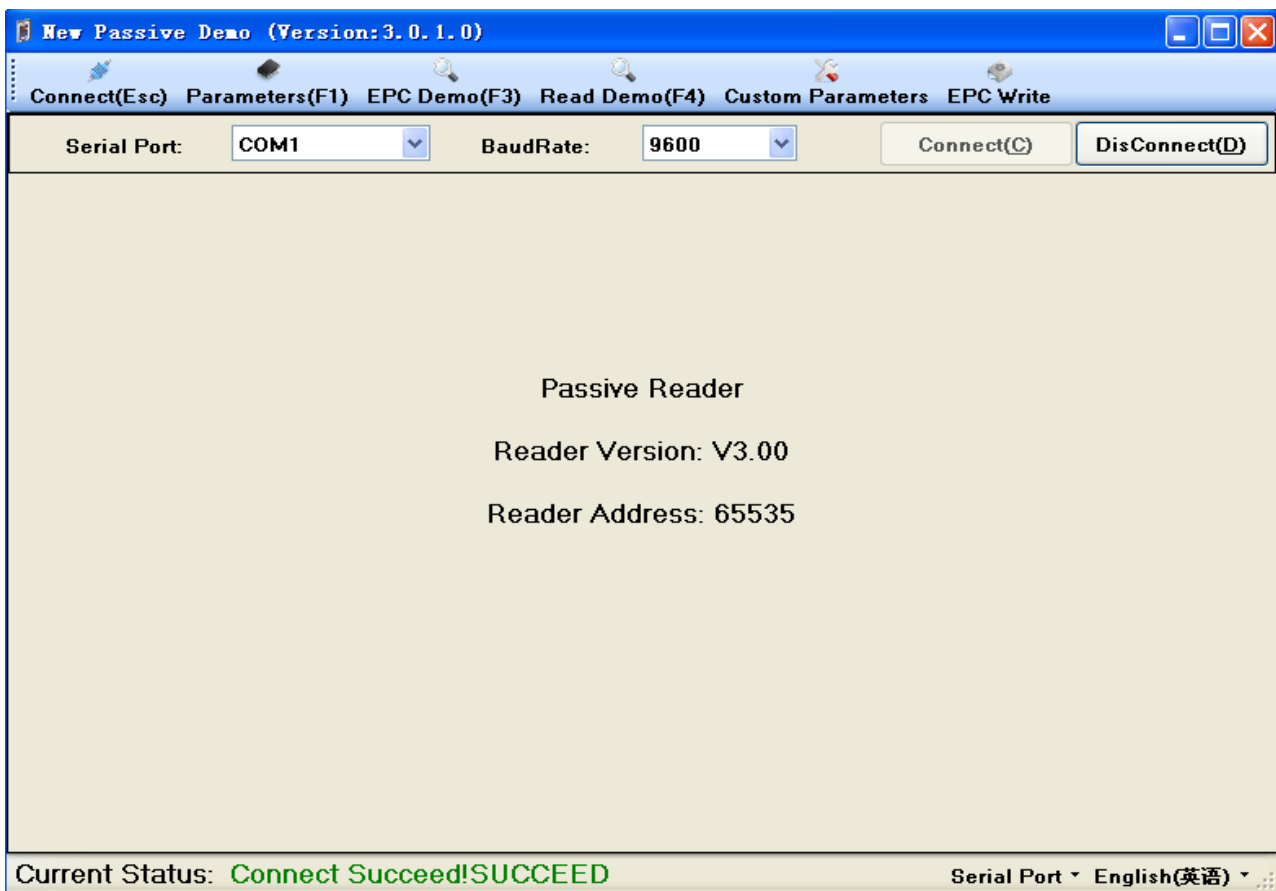 New Passive Demo (Version:3.0.1.0)
Connect(Esc) Parameters(F1) EPC Demo(F3) Read Demo(F4) Custom Parameters EPC Write
Serial Port: COM1 BaudRate: 9600 Connect(C) DisConnect(D)
Passive Reader
Reader Version: V3.00
Reader Address: 65535
Current Status: Connect Succeed!SUCCEED Serial Port English(英语)